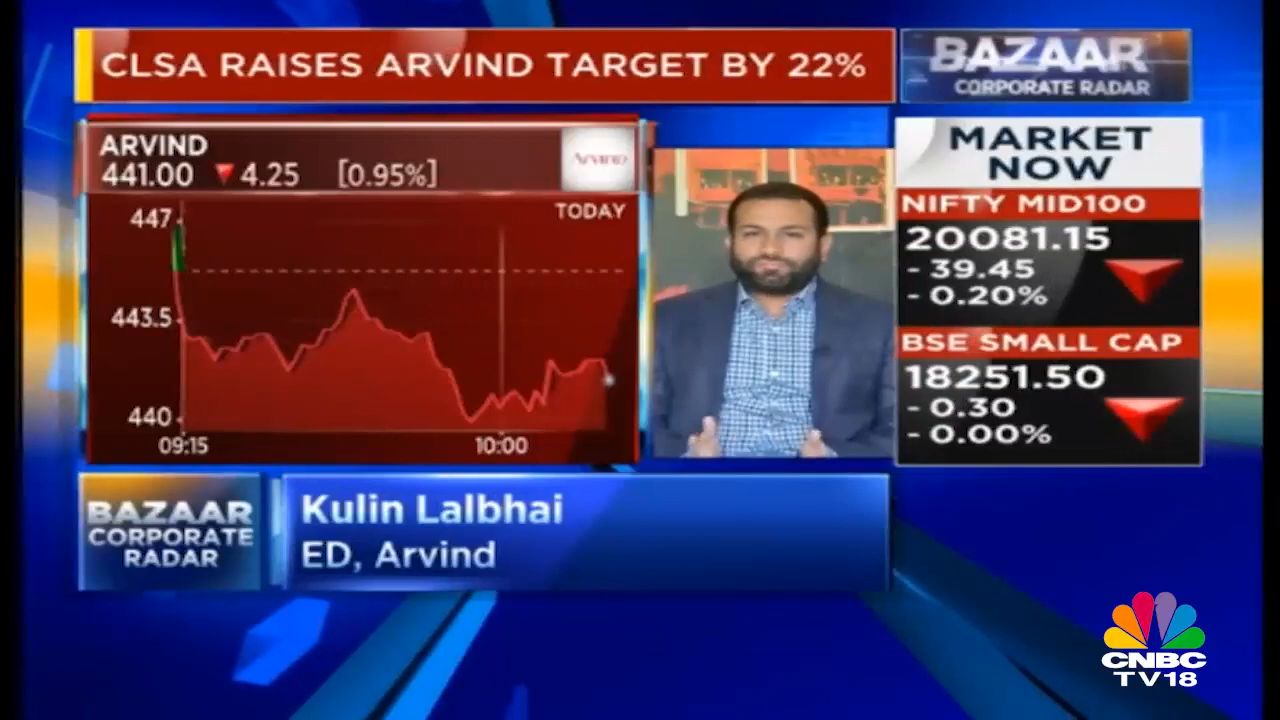 CLSA RAISES ARVIND TARGET BY 22%
BAZAAR
CORPORATE RADAR
ARVIND
441.00 ▼ 4.25 [0.95%]
ARVIND
TODAY
447
443.5
440
09:15 10:00
MARKET
NOW
NIFTY MID100
20081.15
- 39.45
- 0.20%
BSE SMALL CAP
18251.50
- 0.30
- 0.00%
BAZAAR
CORPORATE
RADAR
Kulin Lalbhai
ED, Arvind
CNBC
TV18